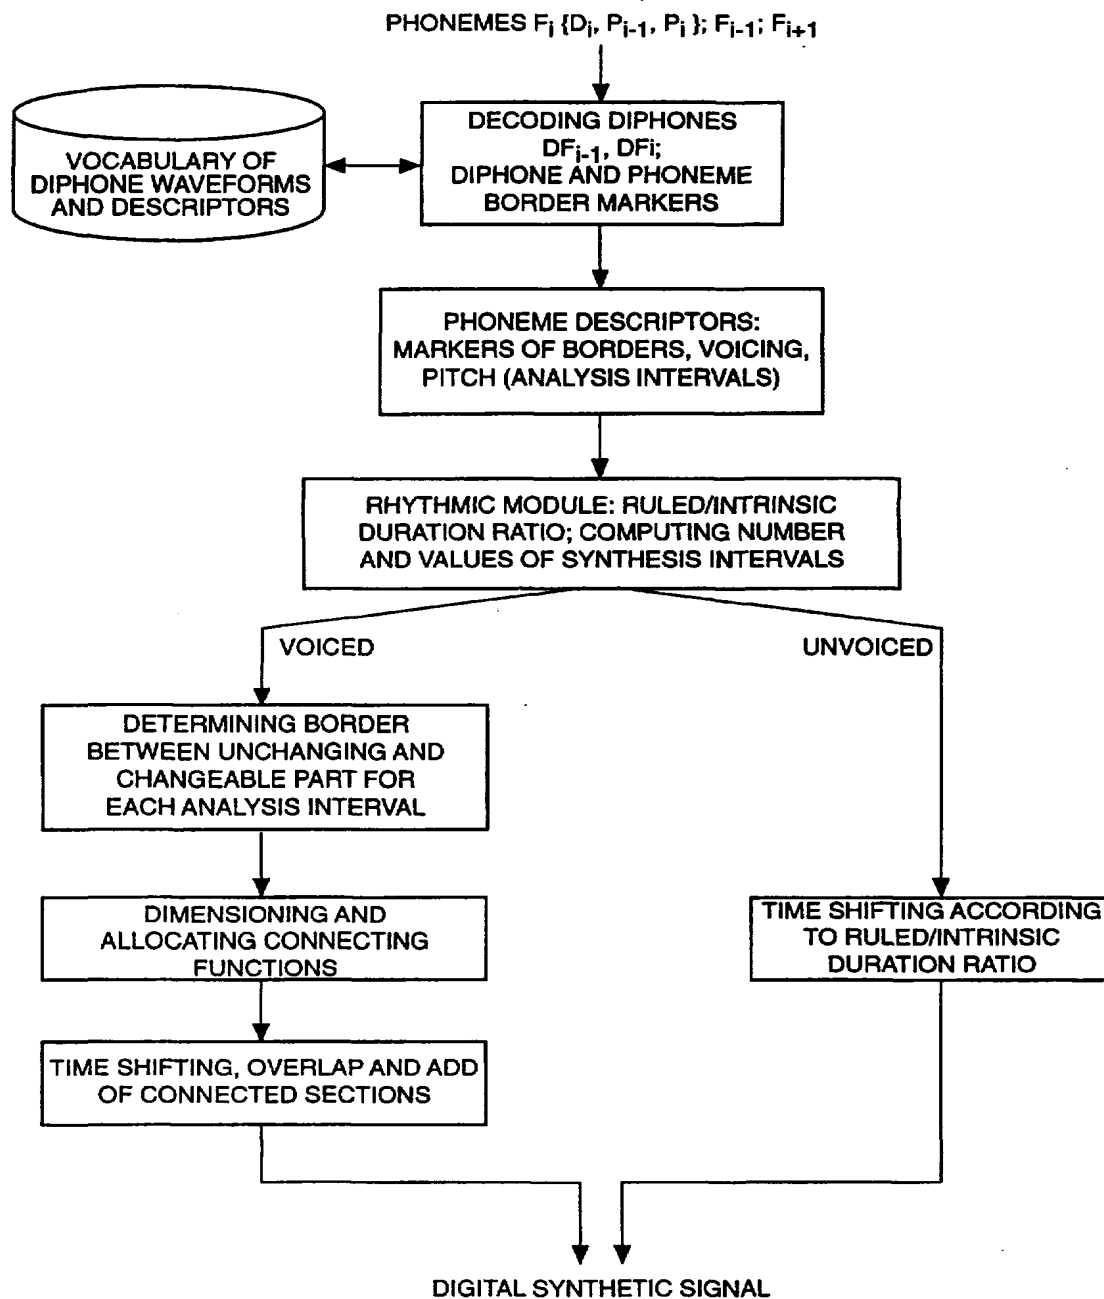 PHONEMES Fi {Di, Pi-1, Pi }; Fi-1; Fi+1
DECODING DIPHONES
DFi-1, DFi;
DIPHONE AND PHONEME
BORDER MARKERS
VOCABULARY OF
DIPHONE WAVEFORMS
AND DESCRIPTORS
PHONEME DESCRIPTORS:
MARKERS OF BORDERS, VOICING,
PITCH (ANALYSIS INTERVALS)
RHYTHMIC MODULE: RULED/INTRINSIC
DURATION RATIO; COMPUTING NUMBER
AND VALUES OF SYNTHESIS INTERVALS
VOICED
UNVOICED
DETERMINING BORDER
BETWEEN UNCHANGING AND
CHANGEABLE PART FOR
EACH ANALYSIS INTERVAL
DIMENSIONING AND
ALLOCATING CONNECTING
FUNCTIONS
TIME SHIFTING ACCORDING
TO RULED/INTRINSIC
DURATION RATIO
TIME SHIFTING, OVERLAP AND ADD
OF CONNECTED SECTIONS
DIGITAL SYNTHETIC SIGNAL